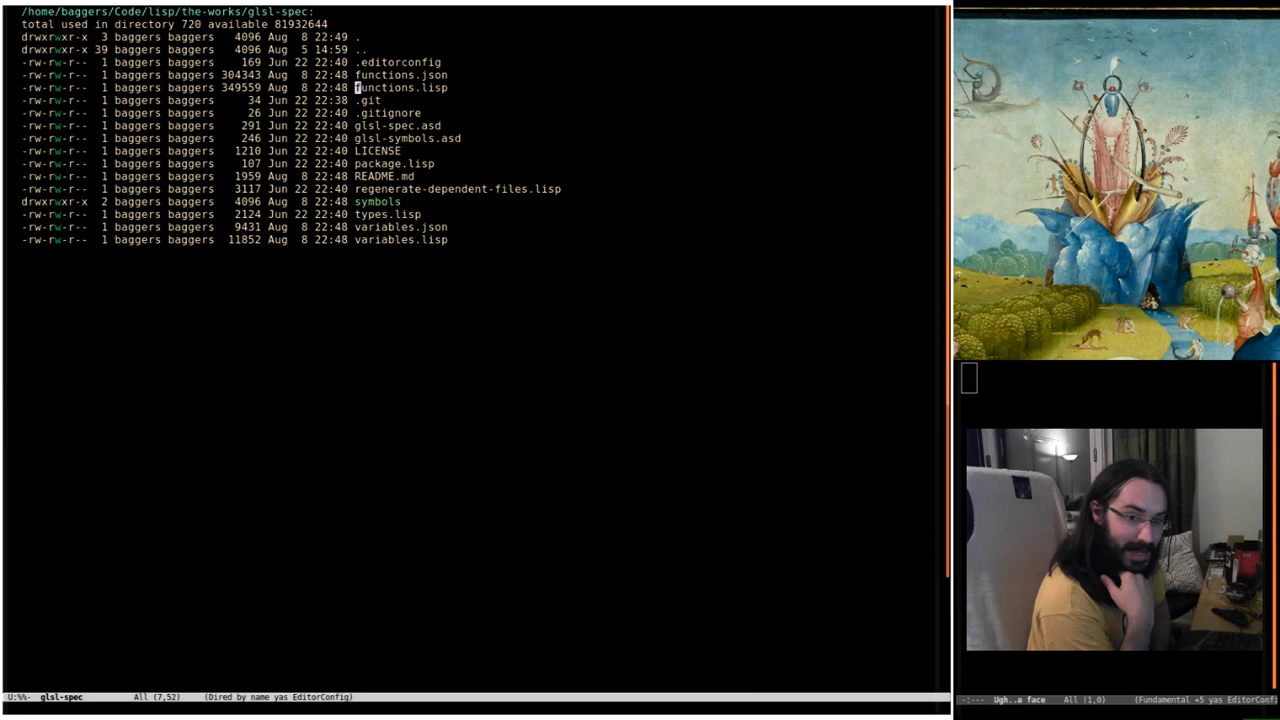 /home/baggers/Code/lisp/the-works/glsl-spec:
total used in directory 720 available 81932644
drwxrwxr-x  3 baggers baggers   4096 Aug  8 22:49 .
drwxrwxr-x 39 baggers baggers   4096 Aug  5 14:59 ..
-rw-rw-r--  1 baggers baggers    169 Jun 22 22:40 .editorconfig
-rw-rw-r--  1 baggers baggers 304343 Aug  8 22:48 functions.json
-rw-rw-r--  1 baggers baggers 349559 Aug  8 22:48 functions.lisp
-rw-rw-r--  1 baggers baggers     34 Jun 22 22:38 .git
-rw-rw-r--  1 baggers baggers     26 Jun 22 22:40 .gitignore
-rw-rw-r--  1 baggers baggers    291 Jun 22 22:40 glsl-spec.asd
-rw-rw-r--  1 baggers baggers    246 Jun 22 22:40 glsl-symbols.asd
-rw-rw-r--  1 baggers baggers   1210 Jun 22 22:40 LICENSE
-rw-rw-r--  1 baggers baggers    107 Jun 22 22:40 package.lisp
-rw-rw-r--  1 baggers baggers   1959 Aug  8 22:48 README.md
-rw-rw-r--  1 baggers baggers   3117 Jun 22 22:40 regenerate-dependent-files.lisp
drwxrwxr-x  2 baggers baggers   4096 Aug  8 22:48 symbols
-rw-rw-r--  1 baggers baggers   2124 Jun 22 22:40 types.lisp
-rw-rw-r--  1 baggers baggers   9431 Aug  8 22:48 variables.json
-rw-rw-r--  1 baggers baggers  11852 Aug  8 22:48 variables.lisp
U:%%-  glsl-spec      All (7,52)     (Dired by name yas EditorConfig)
-:---  Ugh..a face    All (1,0)      (Fundamental +5 yas EditorConf